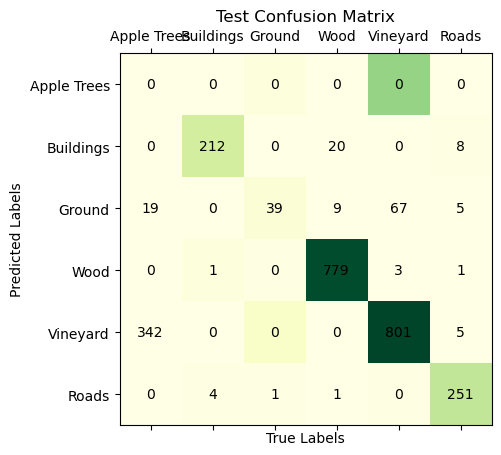 Test Confusion Matrix
Apple Trees Buildings Ground Wood Vineyard Roads
Apple Trees 0 0 0 0 0 0
Buildings 0 212 0 20 0 8
Ground 19 0 39 9 67 5
Wood 0 1 0 779 3 1
Vineyard 342 0 0 0 801 5
Roads 0 4 1 1 0 251
Predicted Labels
True Labels